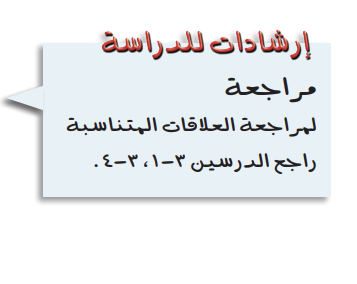 إرشادات للدراسة
مراجعة
لمراجعة العلاقات المتناسبة
راجع الدرسين ٣-١، ٣-٤.